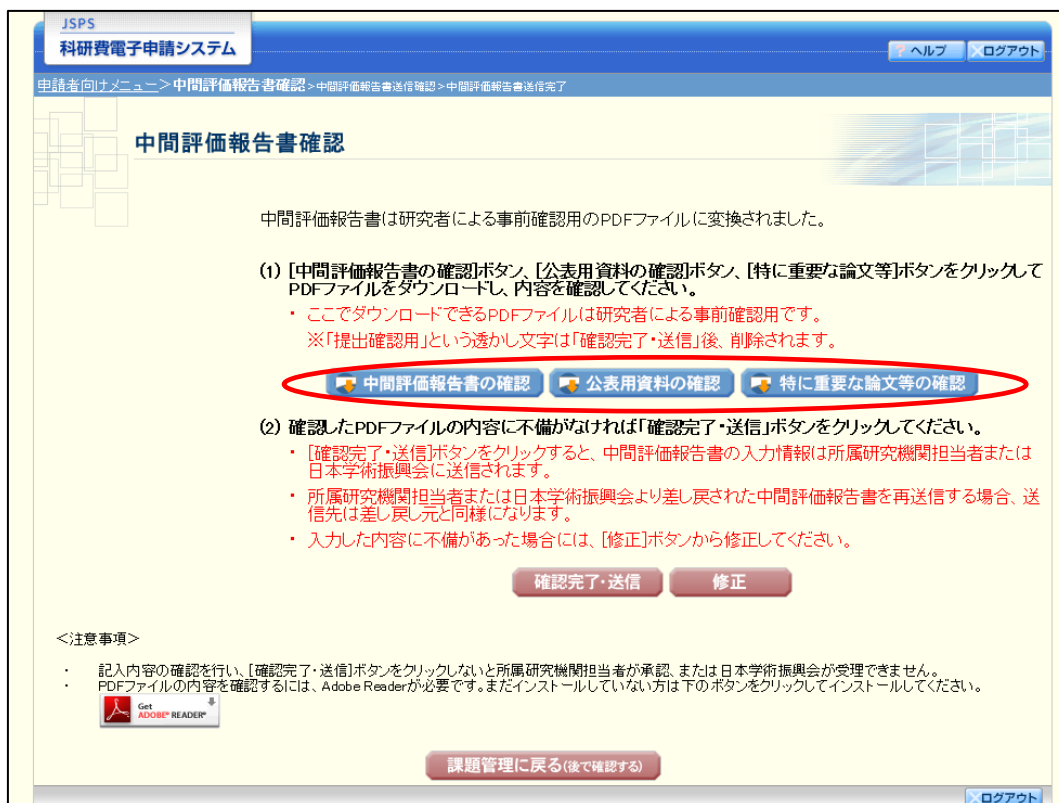 JSPS
科研費電子申請システム
? ヘルプ
×ログアウト
申請者向けメニュー>中間評価報告書確認>中間評価報告書送信確認>中間評価報告書送信完了
中間評価報告書確認
中間評価報告書は研究者による事前確認用のPDFファイルに変換されました。
(1) [中間評価報告書の確認]ボタン、[公表用資料の確認]ボタン、[特に重要な論文等]ボタンをクリックして
PDFファイルをダウンロードし、内容を確認してください。
・ ここでダウンロードできるPDFファイルは研究者による事前確認用です。
※「提出確認用」という透かし文字は「確認完了・送信」後、削除されます。
中間評価報告書の確認
公表用資料の確認
特に重要な論文等の確認
(2) 確認したPDFファイルの内容に不備がなければ「確認完了・送信」ボタンをクリックしてください。
・ [確認完了・送信]ボタンをクリックすると、中間評価報告書の入力情報は所属研究機関担当者または
日本学術振興会に送信されます。
・ 所属研究機関担当者または日本学術振興会より差し戻された中間評価報告書を再送信する場合、送
信先は差し戻し元と同様になります。
・ 入力した内容に不備があった場合には、[修正]ボタンから修正してください。
確認完了・送信
修正
<注意事項>
・ 記入内容の確認を行い、[確認完了・送信]ボタンをクリックしないと所属研究機関担当者が承認、または日本学術振興会が受理できません。
・ PDFファイルの内容を確認するには、Adobe Readerが必要です。まだインストールしていない方は下のボタンをクリックしてインストールしてください。
Get
ADOBE® READER®
課題管理に戻る(後で確認する)
×ログアウト